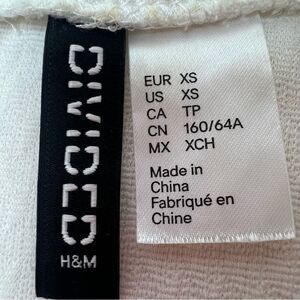 DIVIDED
H&M
EUR XS
US XS
CA TP
CN 160/64A
MX XCH
Made in
China
Fabriqué en
Chine